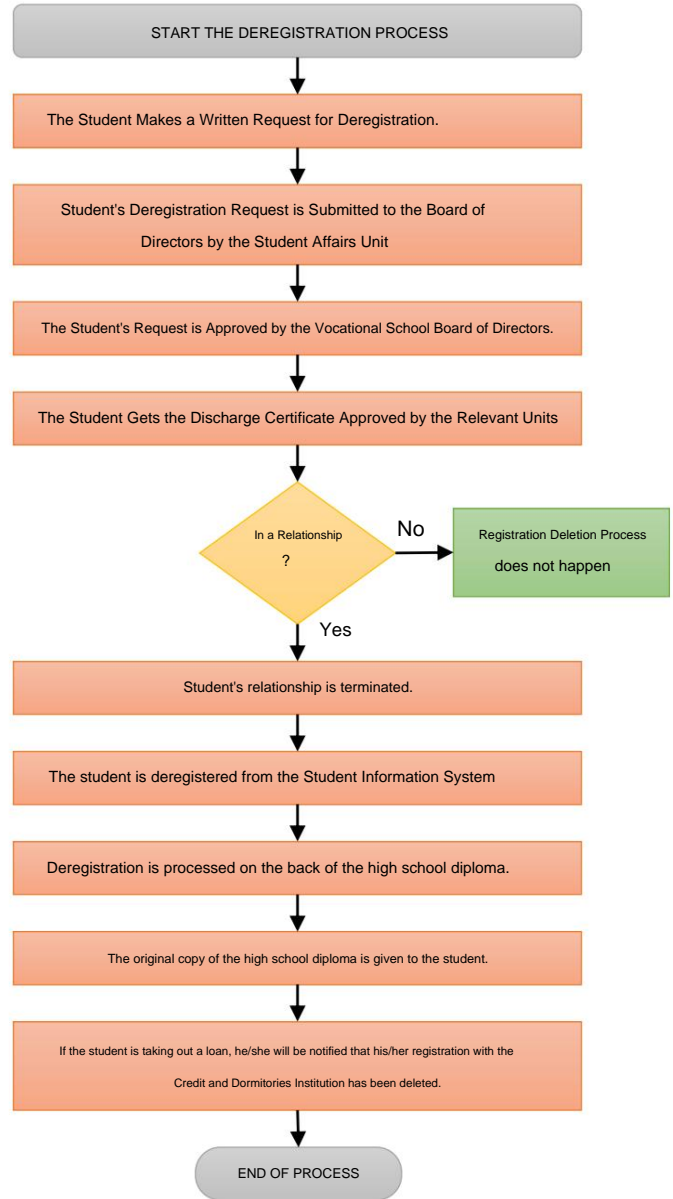 START THE DEREGISTRATION PROCESS
The Student Makes a Written Request for Deregistration.
Student's Deregistration Request is Submitted to the Board of
Directors by the Student Affairs Unit
The Student's Request is Approved by the Vocational School Board of Directors.
The Student Gets the Discharge Certificate Approved by the Relevant Units
In a Relationship
?
No
Registration Deletion Process
does not happen
Yes
Student's relationship is terminated.
The student is deregistered from the Student Information System
Deregistration is processed on the back of the high school diploma.
The original copy of the high school diploma is given to the student.
If the student is taking out a loan, he/she will be notified that his/her registration with the
Credit and Dormitories Institution has been deleted.
END OF PROCESS